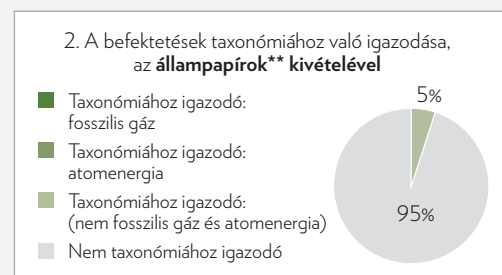 2. A befektetések taxonómiához való igazodása,
az állampapírok** kivételével
Taxonómiához igazodó:
fosszilis gáz
Taxonómiához igazodó:
atomenergia
Taxonómiához igazodó:
(nem fosszilis gáz és atomenergia)
Nem taxonómiához igazodó
5%
95%